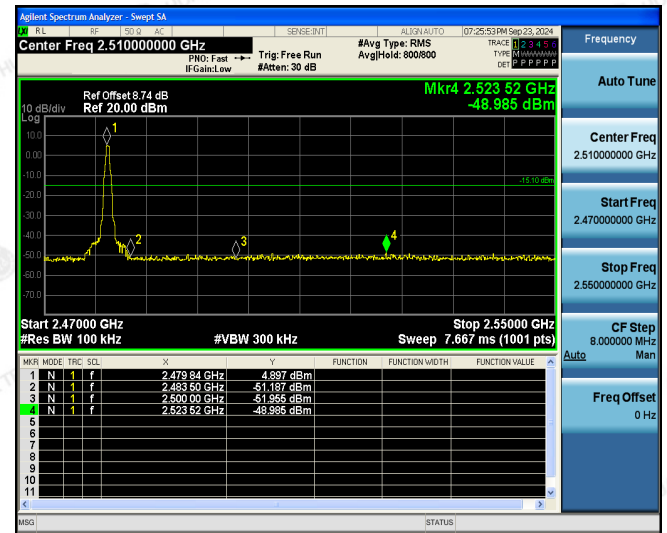 Agilent Spectrum Analyzer - Swept SA
LXI RL RF 50 Ω AC SENSE:INT ALIGN AUTO 07:25:53 PM Sep 23, 2024
Center Freq 2.510000000 GHz
PNO: Fast
IFGain:Low
Trig: Free Run
#Atten: 30 dB
#Avg Type: RMS
Avg|Hold: 800/800
TRACE 1 2 3 4 5 6
TYPE M WWWWW
DET P P P P P P
Mkr4 2.523 52 GHz
-48.985 dBm
Ref Offset 8.74 dB
10 dB/div Ref 20.00 dBm
Log
10.0
0.00
-10.0
-20.0
-30.0
-40.0
-50.0
-60.0
-70.0
1
2
3
4
-15.10 dBm
Start 2.47000 GHz Stop 2.55000 GHz
#Res BW 100 kHz #VBW 300 kHz Sweep 7.667 ms (1001 pts)
MKR MODE TRC SCL X Y FUNCTION FUNCTION WIDTH FUNCTION VALUE
1 N 1 f 2.479 84 GHz 4.897 dBm
2 N 1 f 2.483 50 GHz -51.187 dBm
3 N 1 f 2.500 00 GHz -51.955 dBm
4 N 1 f 2.523 52 GHz -48.985 dBm
5
6
7
8
9
10
11
MSG STATUS
Frequency
Auto Tune
Center Freq
2.510000000 GHz
Start Freq
2.470000000 GHz
Stop Freq
2.550000000 GHz
CF Step
8.000000 MHz
Auto Man
Freq Offset
0 Hz